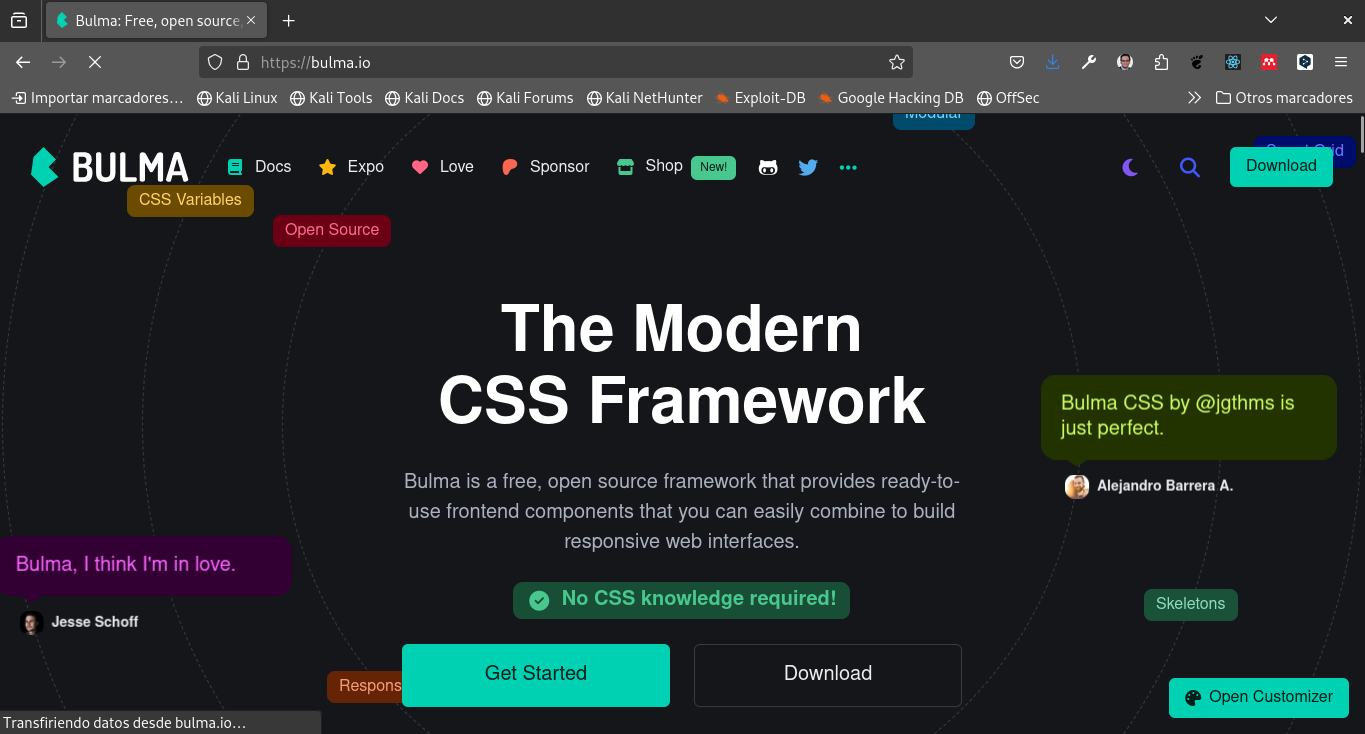 Bulma: Free, open source,
https://bulma.io
Importar marcadores… Kali Linux Kali Tools Kali Docs Kali Forums Kali NetHunter Exploit-DB Google Hacking DB OffSec Otros marcadores
Modular
BULMA Docs Expo Love Sponsor Shop New! Download
CSS Variables
Open Source
The Modern
CSS Framework
Bulma CSS by @jgthms is
just perfect.
Alejandro Barrera A.
Bulma is a free, open source framework that provides ready-to-
use frontend components that you can easily combine to build
responsive web interfaces.
Bulma, I think I'm in love.
Jesse Schoff
No CSS knowledge required!
Skeletons
Get Started Download
Respons
Open Customizer
Transfiriendo datos desde bulma.io…